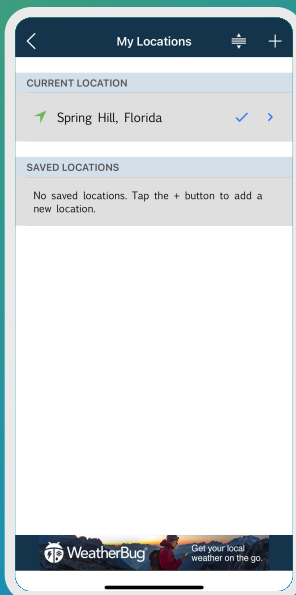 My Locations
CURRENT LOCATION
Spring Hill, Florida
SAVED LOCATIONS
No saved locations. Tap the + button to add a
new location.
WeatherBug
Get your local
weather on the go.